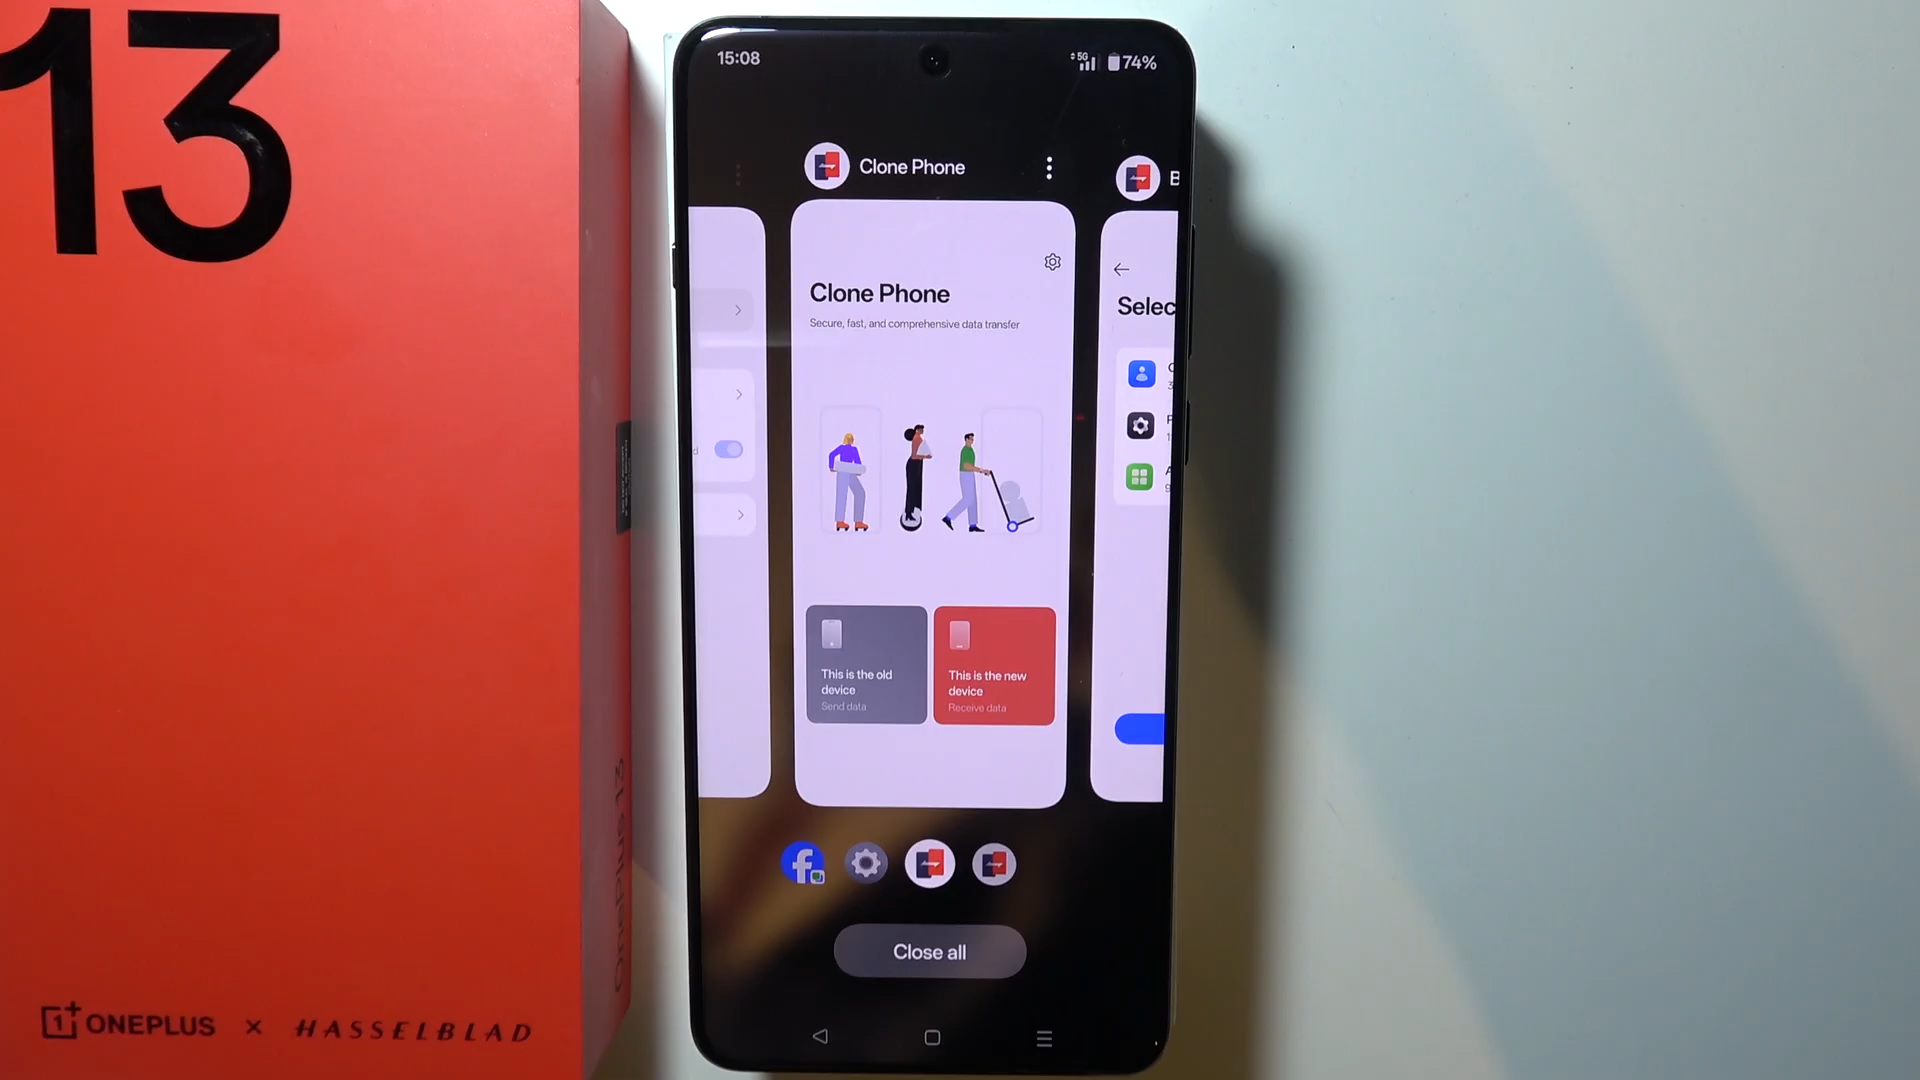 13
ONEPLUS × HASSELBLAD
OnePlus 13
15:08
5G
74%
Clone Phone
B
Clone Phone
Secure, fast, and comprehensive data transfer
This is the old
device
Send data
This is the new
device
Receive data
Selec
Close all